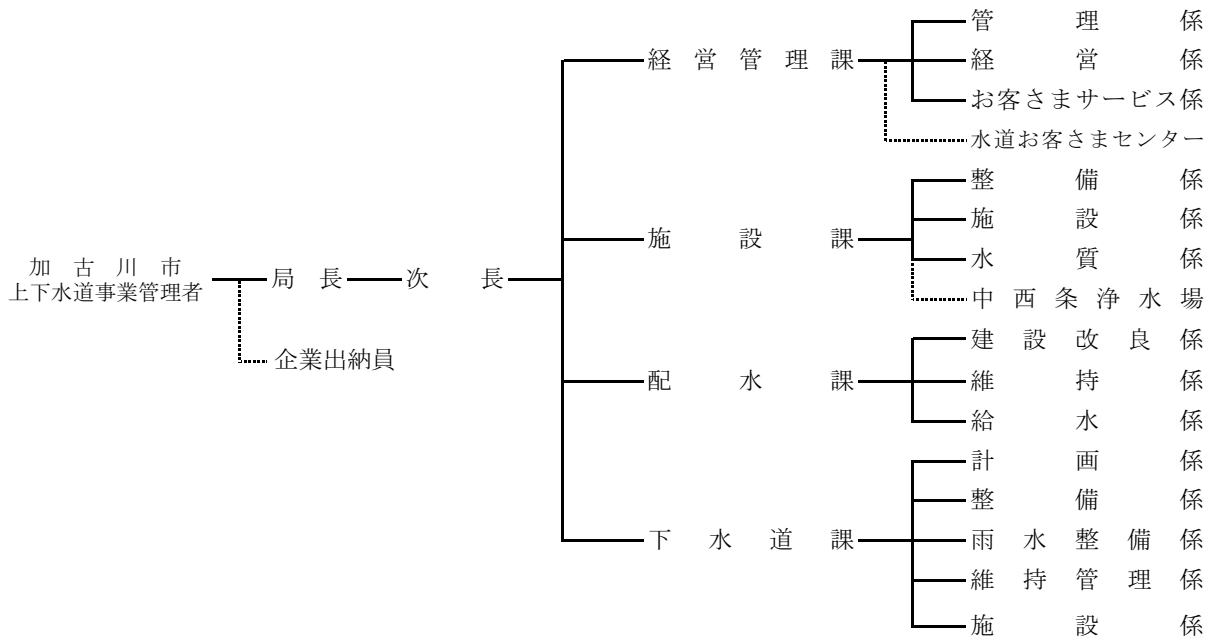 加古川市
上下水道事業管理者
局長
次長
企業出納員
経営管理課
管理係
経営係
お客さまサービス係
水道お客さまセンター
施設課
整備係
施設係
水質係
中西条浄水場
配水課
建設改良係
維持係
給水係
下水道課
計画係
整備係
雨水整備係
維持管理係
施設係